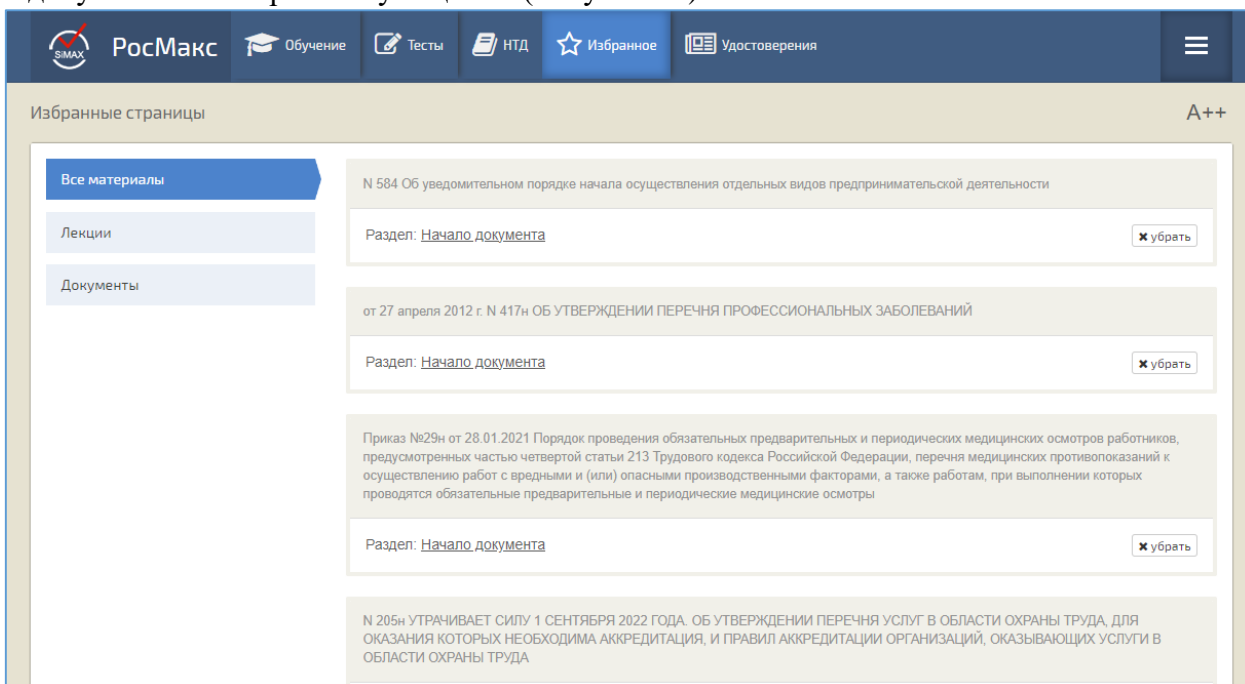 SIMAX РосМакс Обучение Тесты НТД Избранное Удостоверения
Избранные страницы A++
Все материалы
Лекции
Документы
N 584 Об уведомительном порядке начала осуществления отдельных видов предпринимательской деятельности
Раздел: Начало документа убрать
от 27 апреля 2012 г. N 417н ОБ УТВЕРЖДЕНИИ ПЕРЕЧНЯ ПРОФЕССИОНАЛЬНЫХ ЗАБОЛЕВАНИЙ
Раздел: Начало документа убрать
Приказ №29н от 28.01.2021 Порядок проведения обязательных предварительных и периодических медицинских осмотров работников,
предусмотренных частью четвертой статьи 213 Трудового кодекса Российской Федерации, перечня медицинских противопоказаний к
осуществлению работ с вредными и (или) опасными производственными факторами, а также работам, при выполнении которых
проводятся обязательные предварительные и периодические медицинские осмотры
Раздел: Начало документа убрать
N 205н УТРАЧИВАЕТ СИЛУ 1 СЕНТЯБРЯ 2022 ГОДА. ОБ УТВЕРЖДЕНИИ ПЕРЕЧНЯ УСЛУГ В ОБЛАСТИ ОХРАНЫ ТРУДА, ДЛЯ
ОКАЗАНИЯ КОТОРЫХ НЕОБХОДИМА АККРЕДИТАЦИЯ, И ПРАВИЛ АККРЕДИТАЦИИ ОРГАНИЗАЦИЙ, ОКАЗЫВАЮЩИХ УСЛУГИ В
ОБЛАСТИ ОХРАНЫ ТРУДА